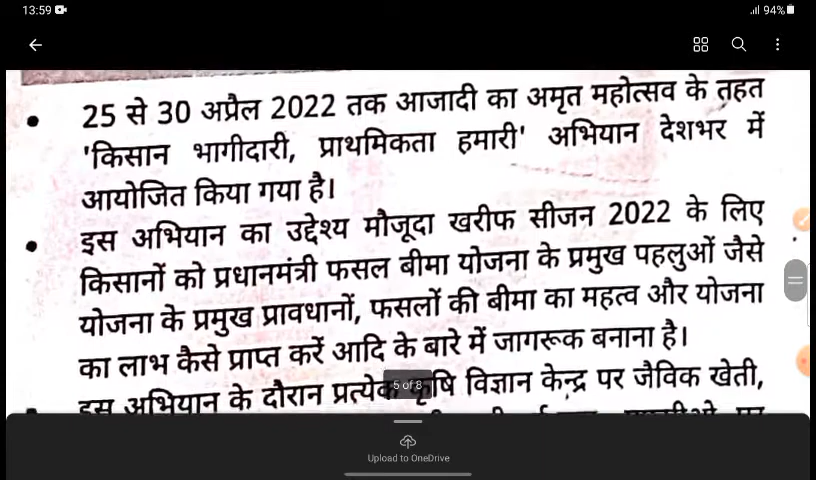 13:59 94%
• 25 से 30 अप्रैल 2022 तक आजादी का अमृत महोत्सव के तहत
'किसान भागीदारी, प्राथमिकता हमारी' अभियान देशभर में
आयोजित किया गया है।
• इस अभियान का उद्देश्य मौजूदा खरीफ सीजन 2022 के लिए
किसानों को प्रधानमंत्री फसल बीमा योजना के प्रमुख पहलुओं जैसे
योजना के प्रमुख प्रावधानों, फसलों की बीमा का महत्व और योजना
का लाभ कैसे प्राप्त करें आदि के बारे में जागरूक बनाना है।
इस अभियान के दौरान प्रत्येक कृषि विज्ञान केन्द्र पर जैविक खेती,
5 of 8
Upload to OneDrive